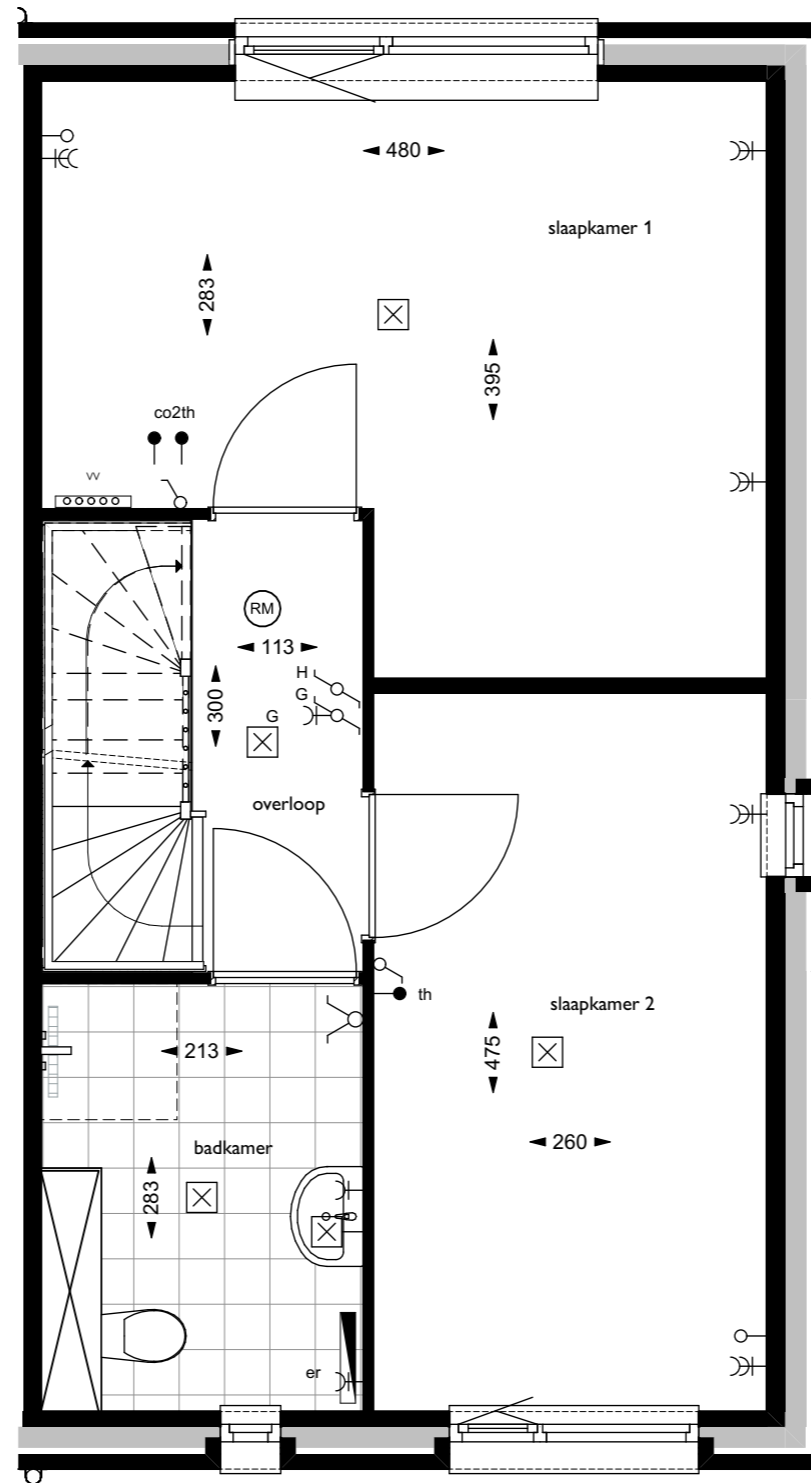 480
slaapkamer 1
283
395
co2th
vv
RM
113
H
G
300
G
overloop
th
slaapkamer 2
213
475
260
badkamer
283
er